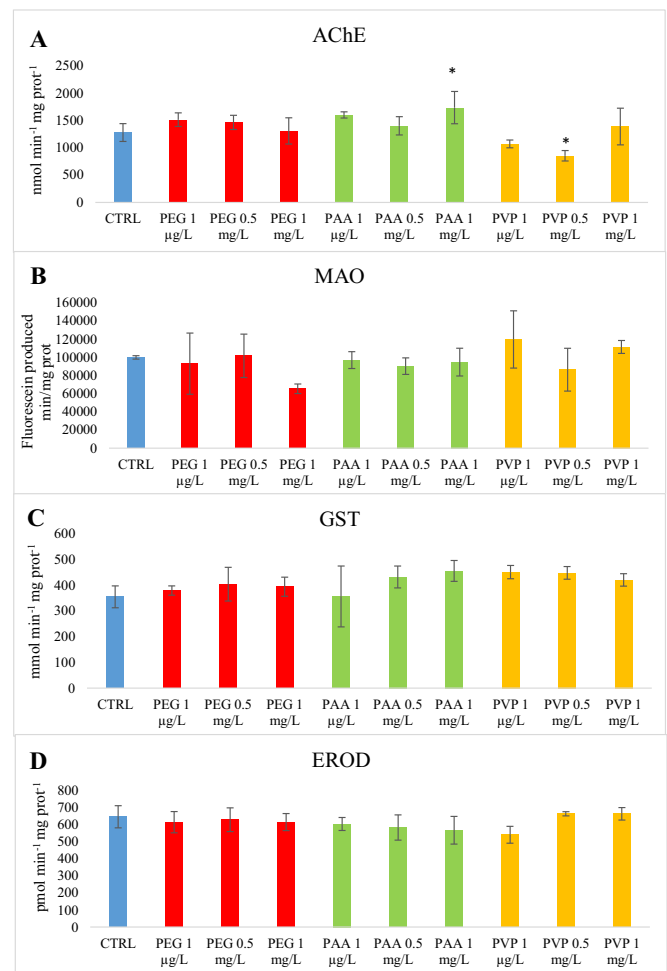 A
AChE
*
*
nmol min-1 mg prot-1
2500
2000
1500
1000
500
0
CTRL PEG 1 PEG 0.5 PEG 1 PAA 1 PAA 0.5 PAA 1 PVP 1 PVP 0.5 PVP 1
µg/L mg/L mg/L µg/L mg/L mg/L µg/L mg/L mg/L
B
MAO
Fluorescein produced
min/mg prot
160000
140000
120000
100000
80000
60000
40000
20000
0
CTRL PEG 1 PEG 0.5 PEG 1 PAA 1 PAA 0.5 PAA 1 PVP 1 PVP 0.5 PVP 1
µg/L mg/L mg/L µg/L mg/L mg/L µg/L mg/L mg/L
C
GST
mmol min-1 mg prot-1
600
500
400
300
200
100
0
CTRL PEG 1 PEG 0.5 PEG 1 PAA 1 PAA 0.5 PAA 1 PVP 1 PVP 0.5 PVP 1
µg/L mg/L mg/L µg/L mg/L mg/L µg/L mg/L mg/L
D
EROD
pmol min-1 mg prot-1
800
700
600
500
400
300
200
100
0
CTRL PEG 1 PEG 0.5 PEG 1 PAA 1 PAA 0.5 PAA 1 PVP 1 PVP 0.5 PVP 1
µg/L mg/L mg/L µg/L mg/L mg/L µg/L mg/L mg/L